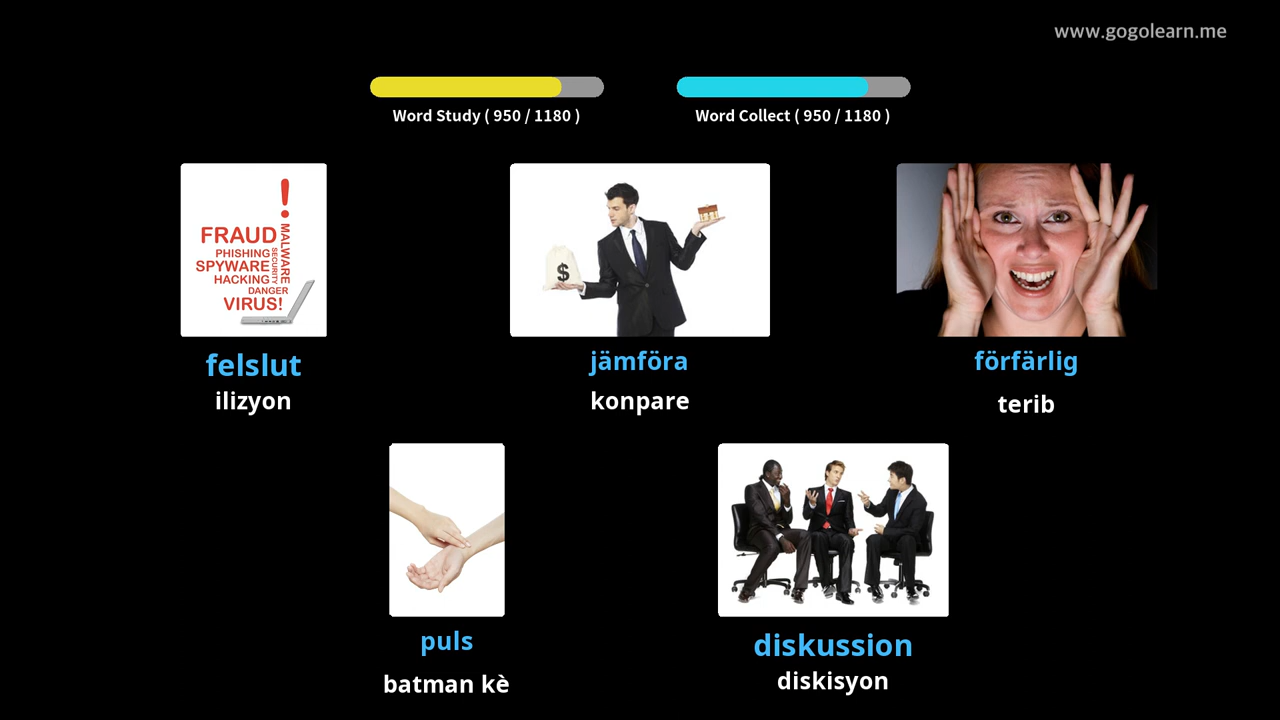 www.gogolearn.me
Word Study ( 950 / 1180 )
Word Collect ( 950 / 1180 )
!
FRAUD
MALWARE
PHISHING
SECURITY
SPYWARE
HACKING
DANGER
VIRUS!
$
felslut
ilizyon
jämföra
konpare
förfärlig
terib
puls
batman kè
diskussion
diskisyon